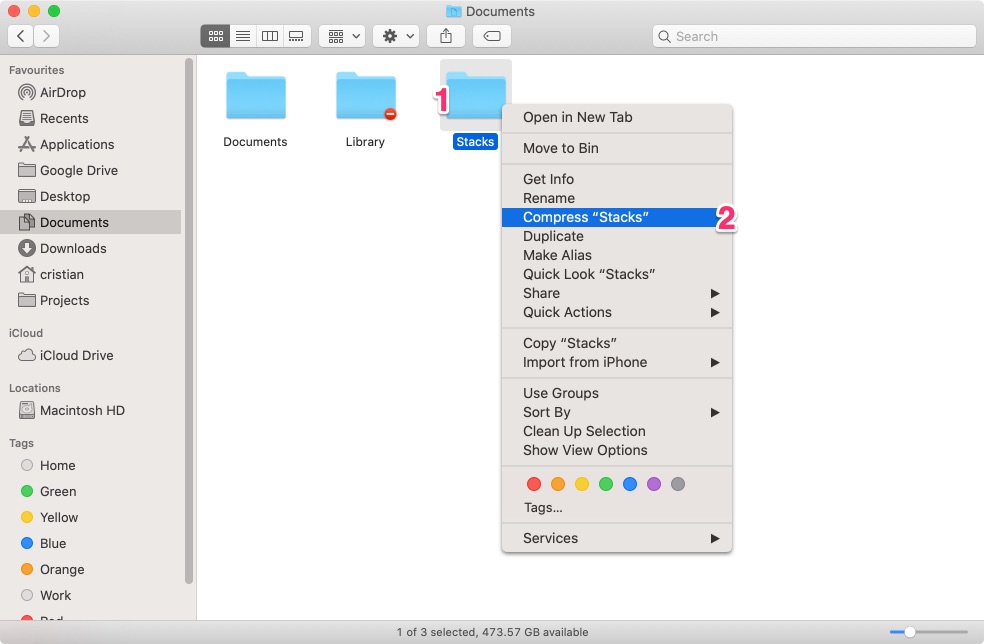 Documents
Search
Favourites
AirDrop
Recents
Applications
Google Drive
Desktop
Documents
Downloads
cristian
Projects
iCloud
iCloud Drive
Locations
Macintosh HD
Tags
Home
Green
Yellow
Blue
Orange
Work
Red
Documents
Library
1
Stacks
Open in New Tab
Move to Bin
Get Info
Rename
Compress “Stacks”
2
Duplicate
Make Alias
Quick Look “Stacks”
Share
Quick Actions
Copy “Stacks”
Import from iPhone
Use Groups
Sort By
Clean Up Selection
Show View Options
Tags...
Services
1 of 3 selected, 473.57 GB available